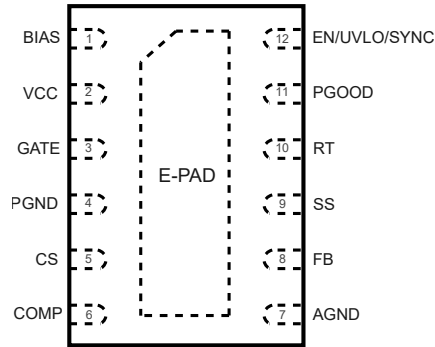 BIAS 1 12 EN/UVLO/SYNC
VCC 2 11 PGOOD
GATE 3 10 RT
E-PAD
PGND 4 9 SS
CS 5 8 FB
COMP 6 7 AGND